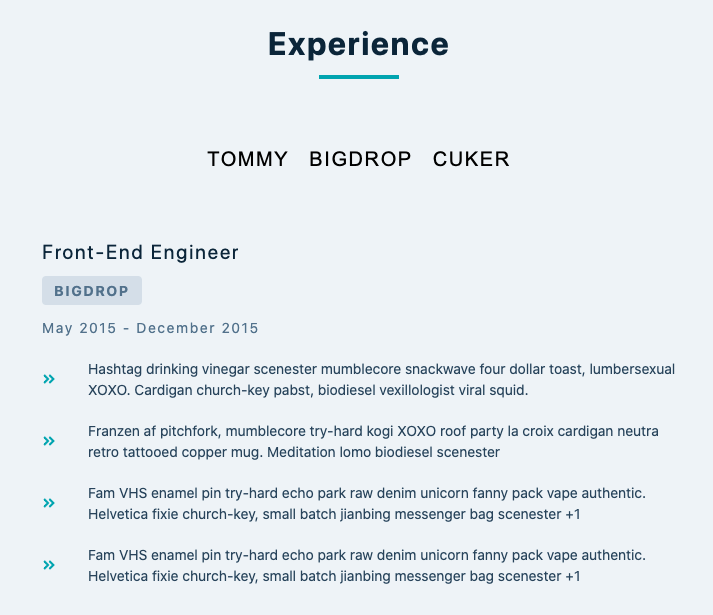 Experience
TOMMY BIGDROP CUKER
Front-End Engineer
BIGDROP
May 2015 - December 2015
Hashtag drinking vinegar scenester mumblecore snackwave four dollar toast, lumbersexual
XOXO. Cardigan church-key pabst, biodiesel vexillologist viral squid.
Franzen af pitchfork, mumblecore try-hard kogi XOXO roof party la croix cardigan neutra
retro tattooed copper mug. Meditation lomo biodiesel scenester
Fam VHS enamel pin try-hard echo park raw denim unicorn fanny pack vape authentic.
Helvetica fixie church-key, small batch jianbing messenger bag scenester +1
Fam VHS enamel pin try-hard echo park raw denim unicorn fanny pack vape authentic.
Helvetica fixie church-key, small batch jianbing messenger bag scenester +1